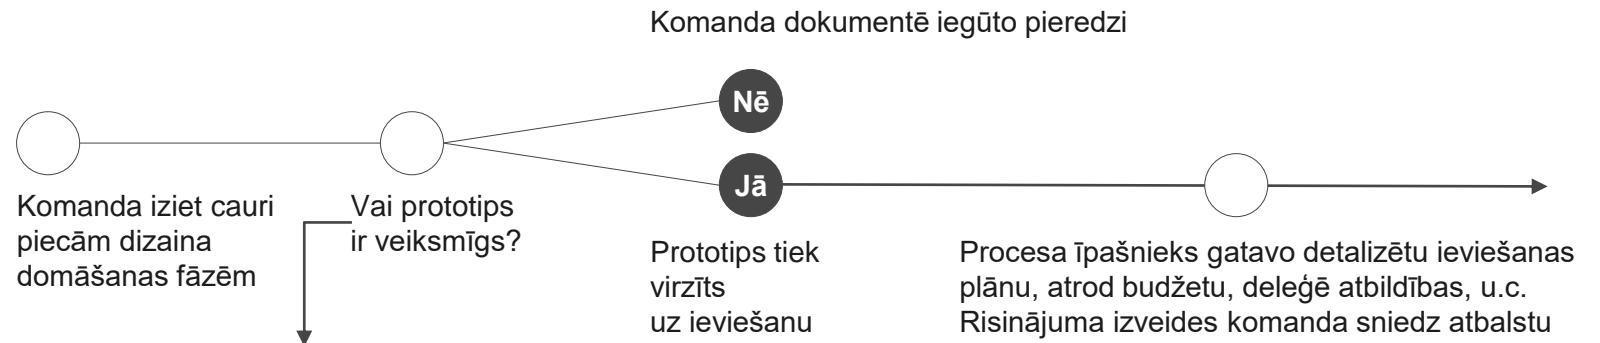 Komanda dokumentē iegūto pieredzi
Nē
Jā
Komanda iziet cauri
piecām dizaina
domāšanas fāzēm
Vai prototips
ir veiksmīgs?
Prototips tiek
virzīts
uz ieviešanu
Procesa īpašnieks gatavo detalizētu ieviešanas
plānu, atrod budžetu, deleģē atbildības, u.c.
Risinājuma izveides komanda sniedz atbalstu